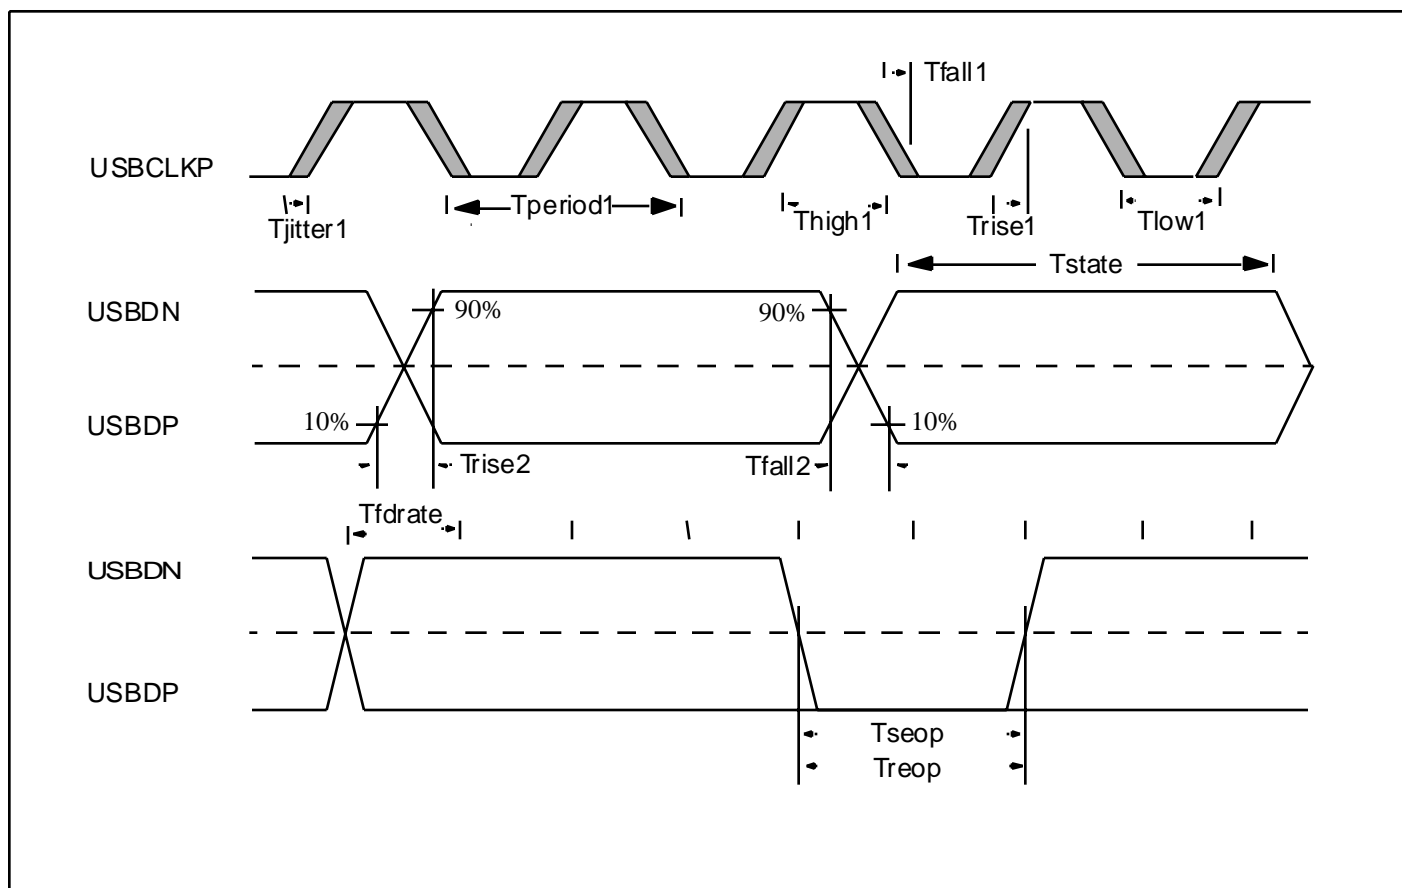 Tfall1
USBCLKP
Tjitter1
Tperiod1
Thigh1
Trise1
Tlow1
Tstate
USBDN
90%
90%
USBDP
10%
10%
Trise2
Tfall2
Tfdrate
USBDN
USBDP
Tseop
Treop